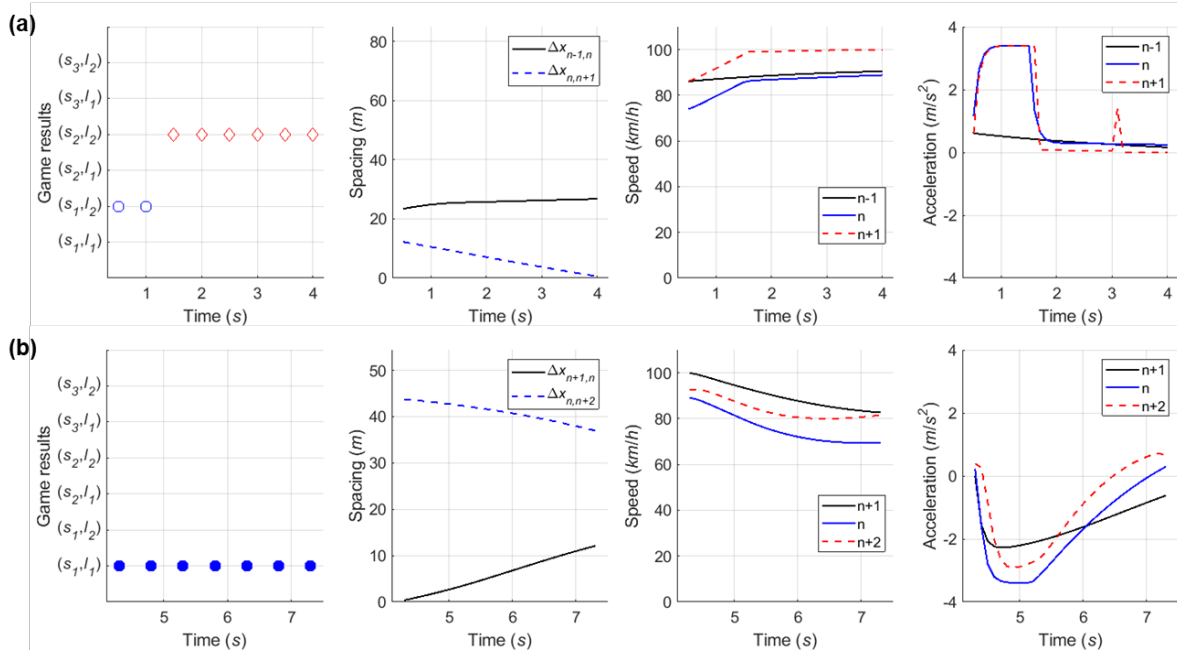 (a)
Game results
(s3,l2)
(s3,l1)
(s2,l2)
(s2,l1)
(s1,l2)
(s1,l1)
1 2 3 4
Time (s)
Spacing (m)
80
60
40
20
0
1 2 3 4
Time (s)
Δxn-1,n
Δxn,n+1
Speed (km/h)
100
80
60
40
20
0
1 2 3 4
Time (s)
n-1
n
n+1
Acceleration (m/s²)
4
2
0
-2
-4
1 2 3 4
Time (s)
n-1
n
n+1
(b)
Game results
(s3,l2)
(s3,l1)
(s2,l2)
(s2,l1)
(s1,l2)
(s1,l1)
5 6 7
Time (s)
Spacing (m)
50
40
30
20
10
0
5 6 7
Time (s)
Δxn+1,n
Δxn,n+2
Speed (km/h)
100
80
60
40
20
0
5 6 7
Time (s)
n+1
n
n+2
Acceleration (m/s²)
4
2
0
-2
-4
5 6 7
Time (s)
n+1
n
n+2